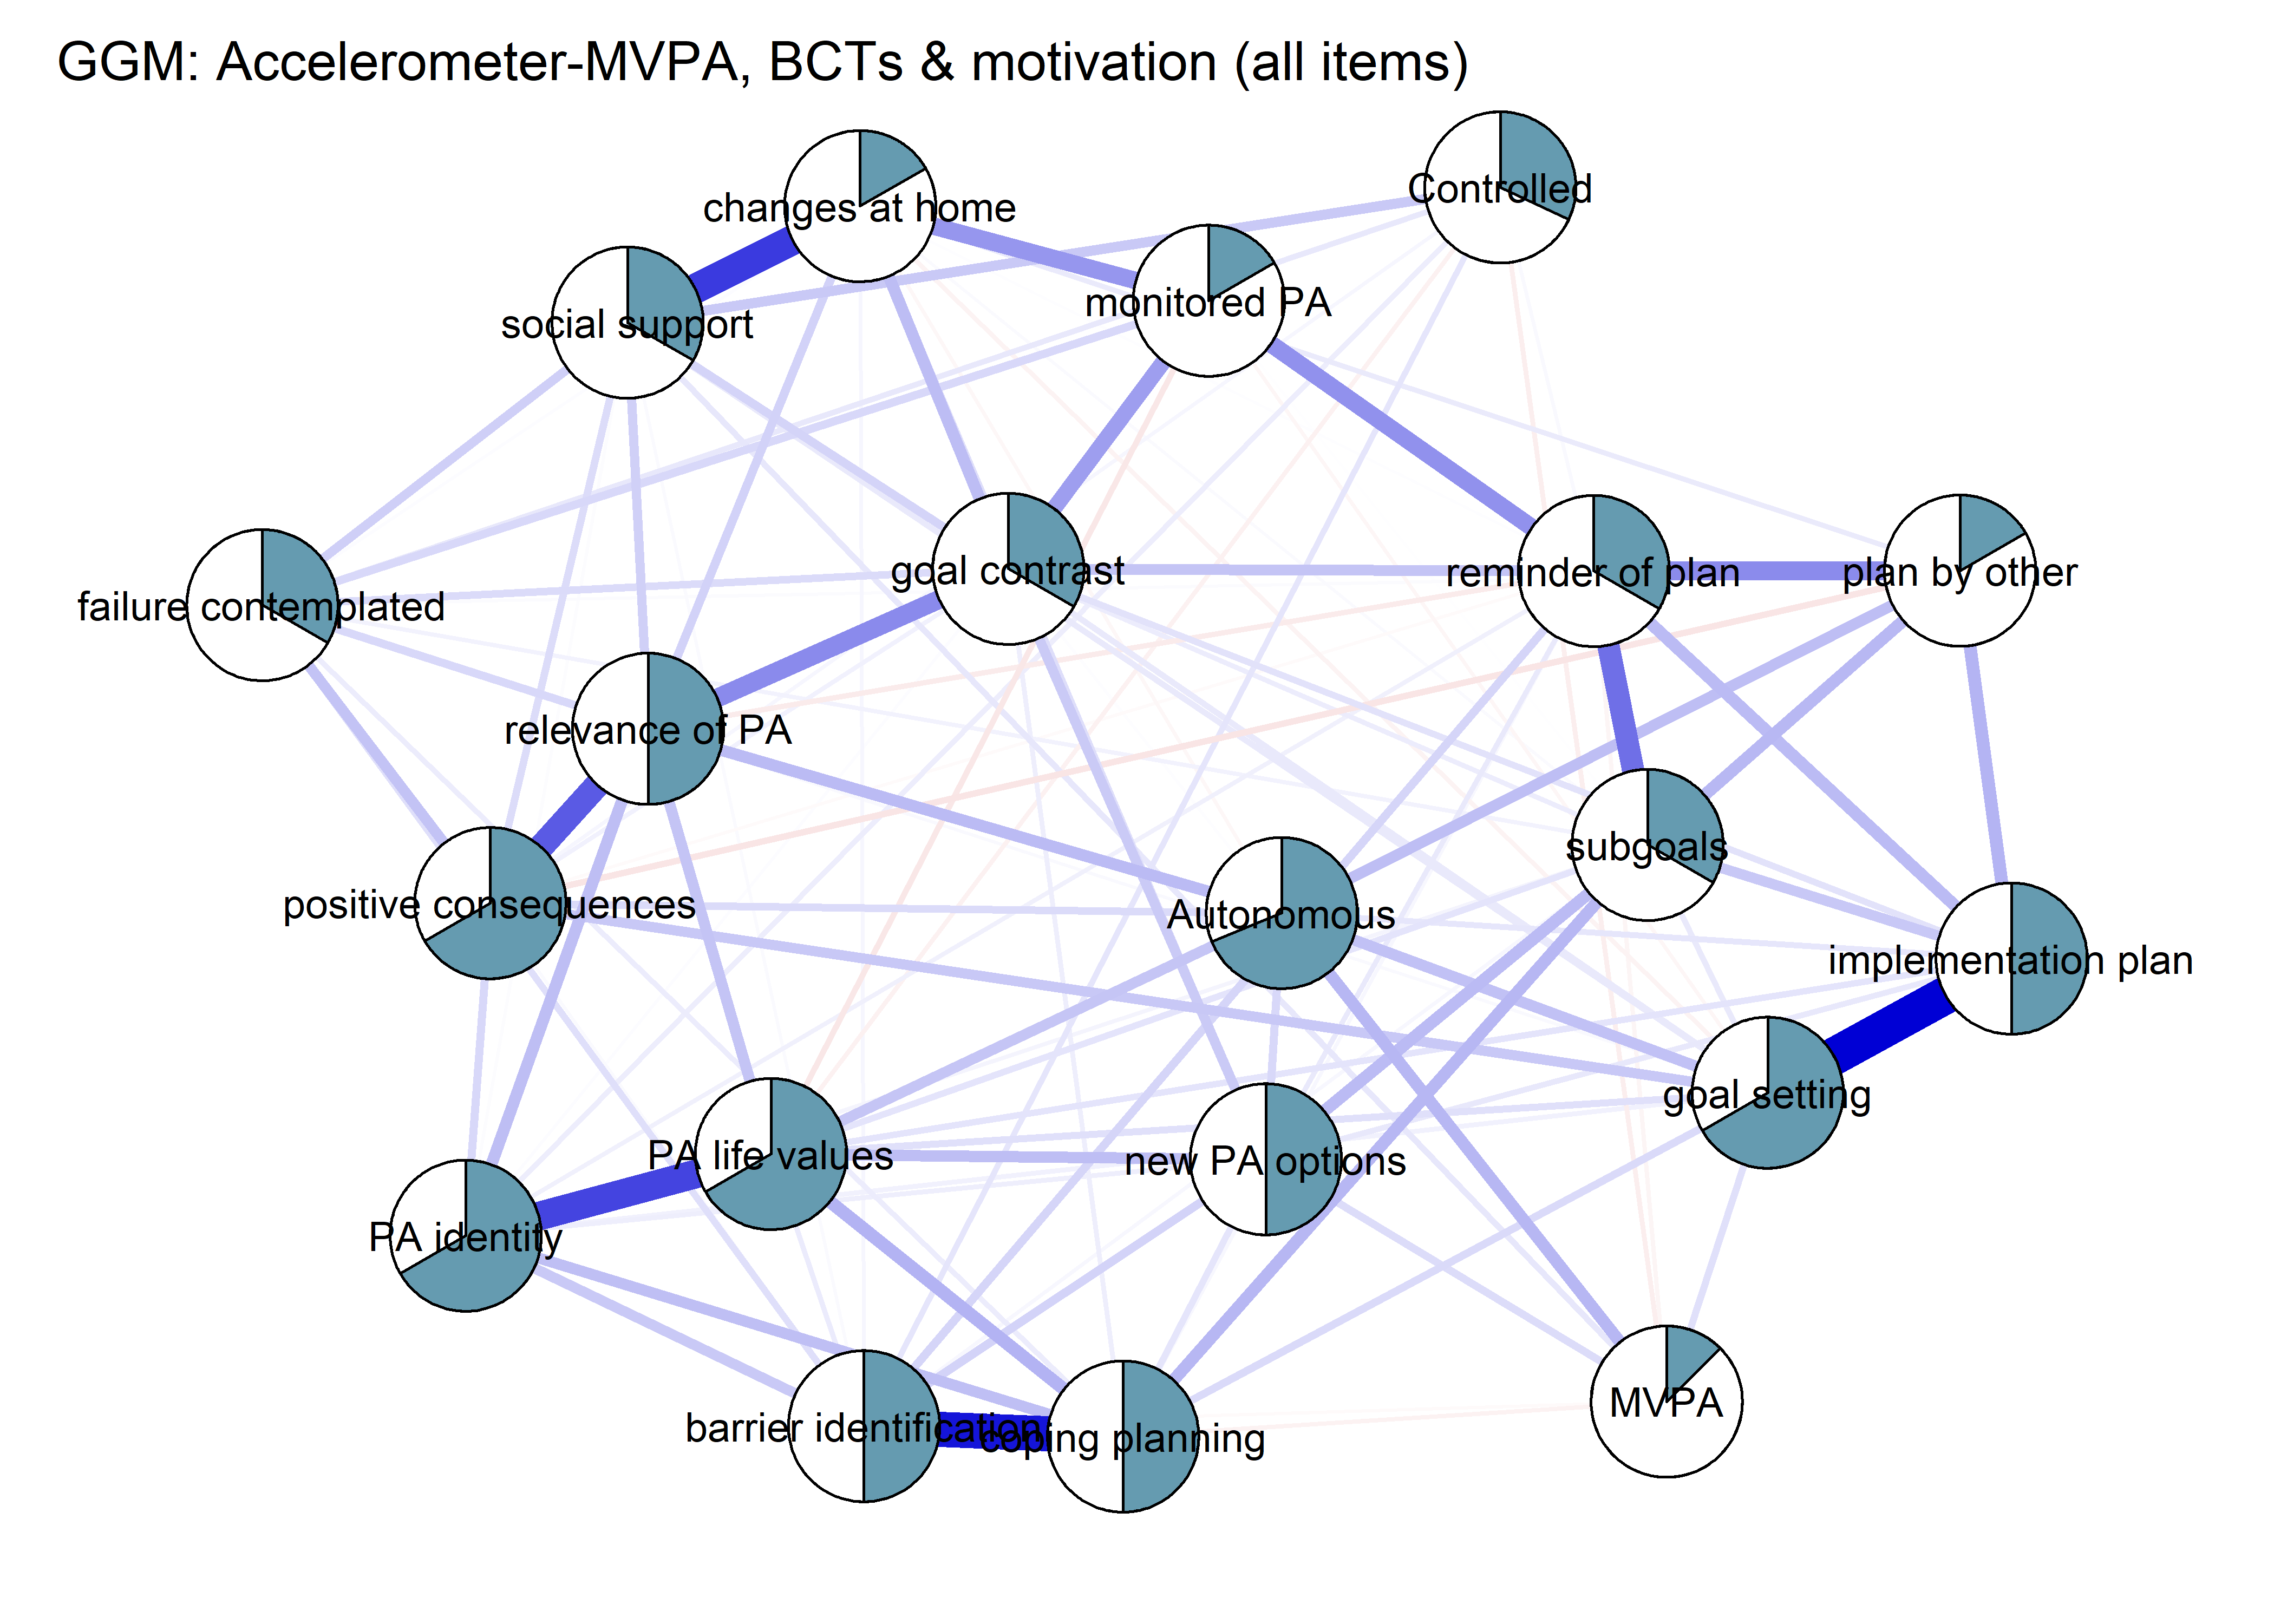 GGM: Accelerometer-MVPA, BCTs & motivation (all items)
Controlled
changes at home
monitored PA
social support
goal contrast
reminder of plan
plan by other
failure contemplated
relevance of PA
subgoals
positive consequences
Autonomous
implementation plan
goal setting
PA life values
new PA options
PA identity
MVPA
barrier identification
coping planning